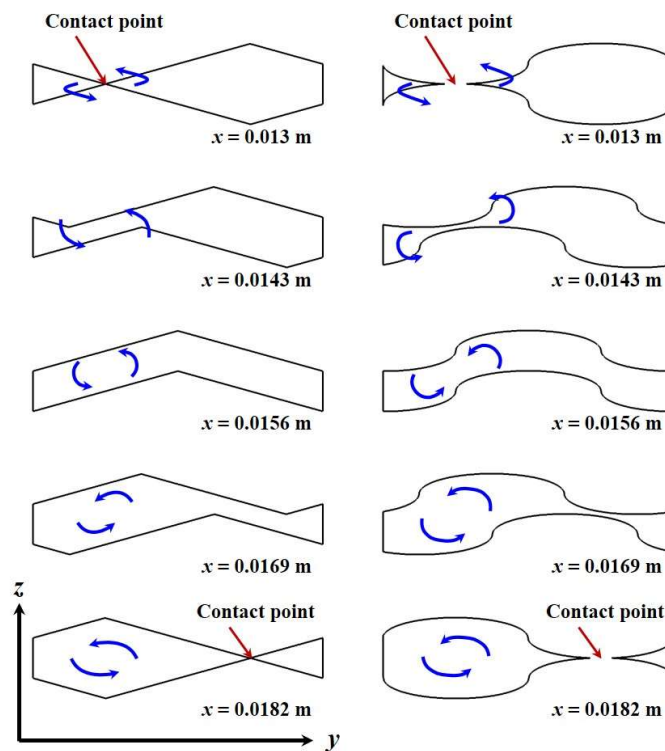 Contact point
Contact point
x = 0.013 m
x = 0.013 m
x = 0.0143 m
x = 0.0143 m
x = 0.0156 m
x = 0.0156 m
x = 0.0169 m
x = 0.0169 m
z
Contact point
Contact point
x = 0.0182 m
x = 0.0182 m
y